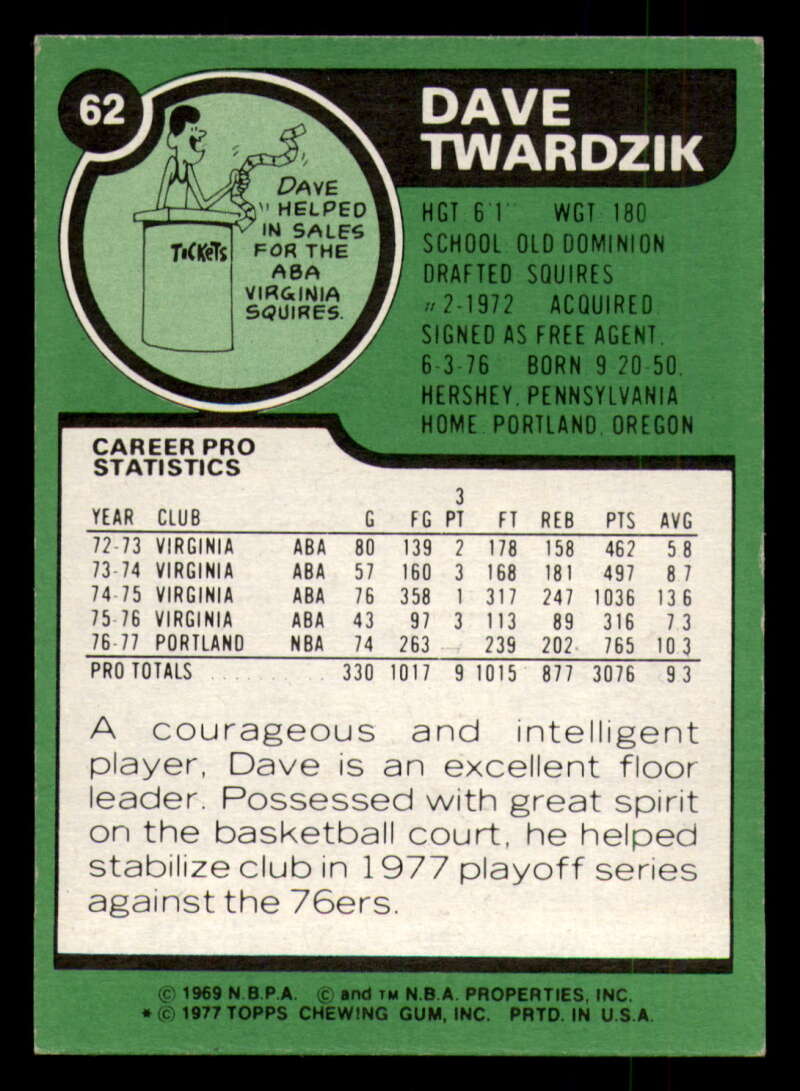 62
DAVE
TWARDZIK
DAVE
HELPED
IN SALES
FOR THE
ABA
VIRGINIA
SQUIRES.
TICKETS
HGT 6'1" WGT 180
SCHOOL OLD DOMINION
DRAFTED SQUIRES
#2-1972 ACQUIRED
SIGNED AS FREE AGENT.
6-3-76 BORN 9-20-50.
HERSHEY, PENNSYLVANIA
HOME PORTLAND, OREGON
CAREER PRO
STATISTICS
3
YEAR CLUB G FG PT FT REB PTS AVG
72-73 VIRGINIA ABA 80 139 2 178 158 462 5.8
73-74 VIRGINIA ABA 57 160 3 168 181 497 8.7
74-75 VIRGINIA ABA 76 358 1 317 247 1036 13.6
75-76 VIRGINIA ABA 43 97 3 113 89 316 7.3
76-77 PORTLAND NBA 74 263 — 239 202 765 10.3
PRO TOTALS .......... 330 1017 9 1015 877 3076 9.3
A courageous and intelligent
player, Dave is an excellent floor
leader. Possessed with great spirit
on the basketball court, he helped
stabilize club in 1977 playoff series
against the 76ers.
© 1969 N.B.P.A. © and TM N.B.A. PROPERTIES, INC.
* © 1977 TOPPS CHEWING GUM, INC. PRTD. IN U.S.A.